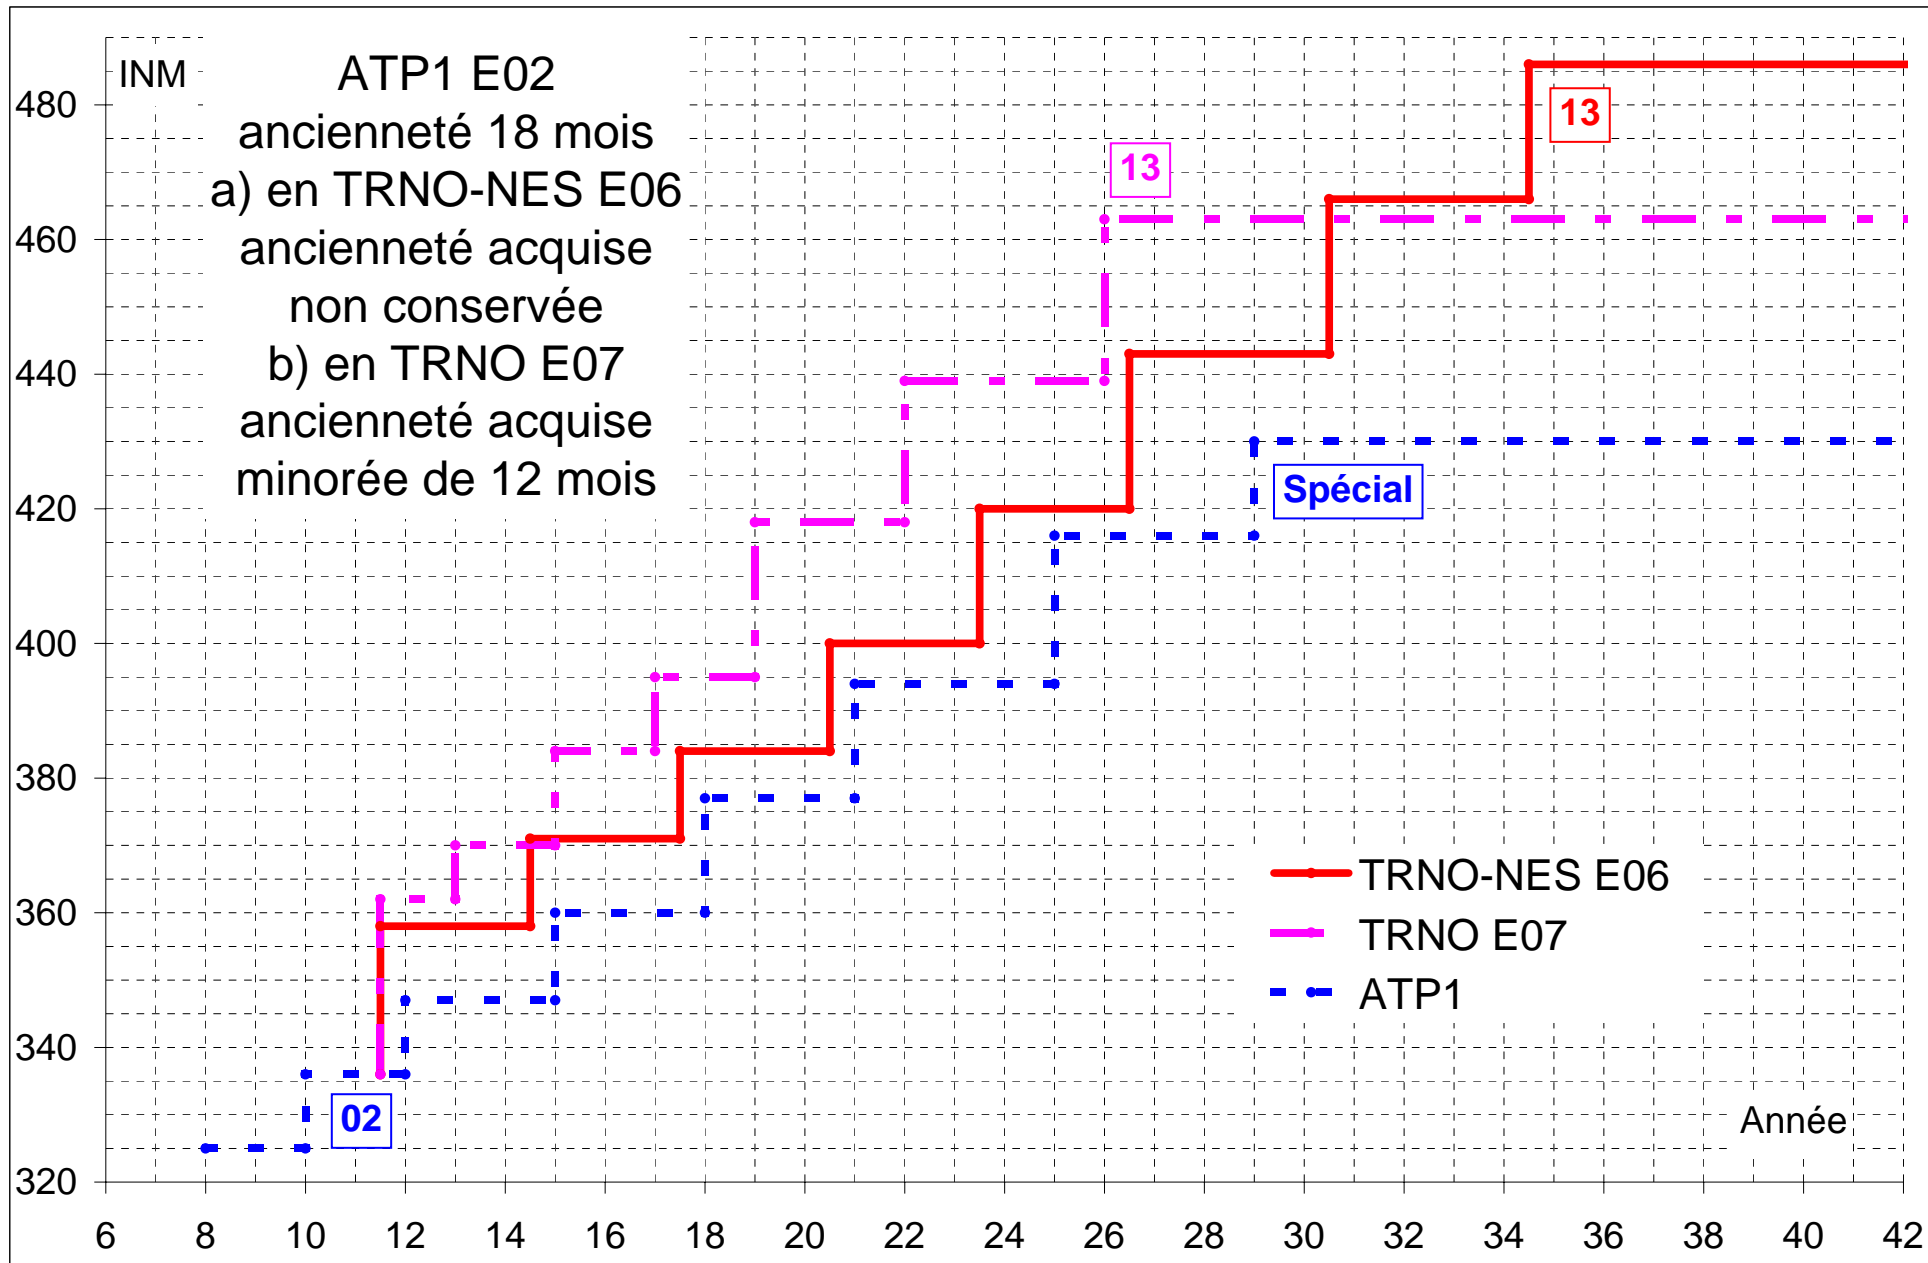 INM
ATP1 E02
ancienneté 18 mois
a) en TRNO-NES E06
ancienneté acquise
non conservée
b) en TRNO E07
ancienneté acquise
minorée de 12 mois
480
460
440
420
400
380
360
340
320
13
13
Spécial
02
TRNO-NES E06
TRNO E07
ATP1
Année
6 8 10 12 14 16 18 20 22 24 26 28 30 32 34 36 38 40 42